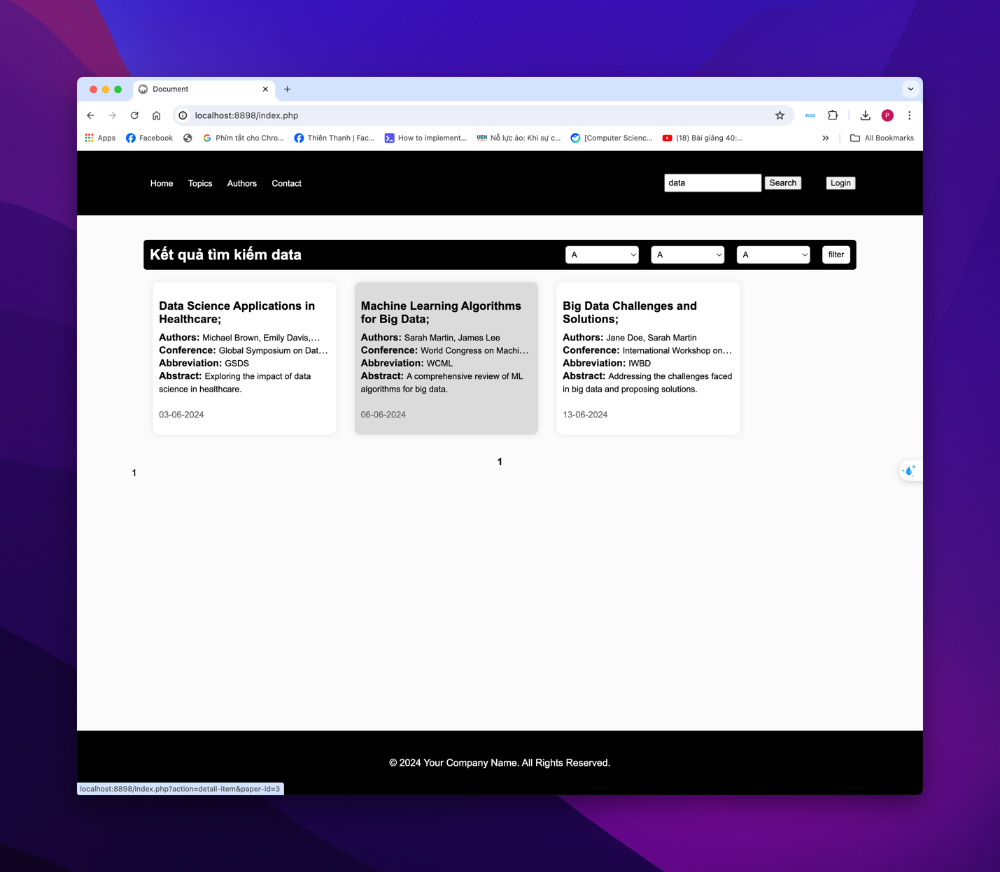 Document
localhost:8898/index.php
PUGO
P
Apps
Facebook
Phím tắt cho Chro...
Thiên Thanh | Fac...
How to implement...
UEH Nỗ lực ảo: Khi sự c...
[Computer Scienc...
(18) Bài giảng 40:...
All Bookmarks
Home Topics Authors Contact
data Search Login
Kết quả tìm kiếm data
A A A filter
Data Science Applications in
Healthcare;
Authors: Michael Brown, Emily Davis,...
Conference: Global Symposium on Dat...
Abbreviation: GSDS
Abstract: Exploring the impact of data
science in healthcare.
03-06-2024
Machine Learning Algorithms
for Big Data;
Authors: Sarah Martin, James Lee
Conference: World Congress on Machi...
Abbreviation: WCML
Abstract: A comprehensive review of ML
algorithms for big data.
06-06-2024
Big Data Challenges and
Solutions;
Authors: Jane Doe, Sarah Martin
Conference: International Workshop on...
Abbreviation: IWBD
Abstract: Addressing the challenges faced
in big data and proposing solutions.
13-06-2024
1
1
© 2024 Your Company Name. All Rights Reserved.
localhost:8898/index.php?action=detail-item&paper-id=3